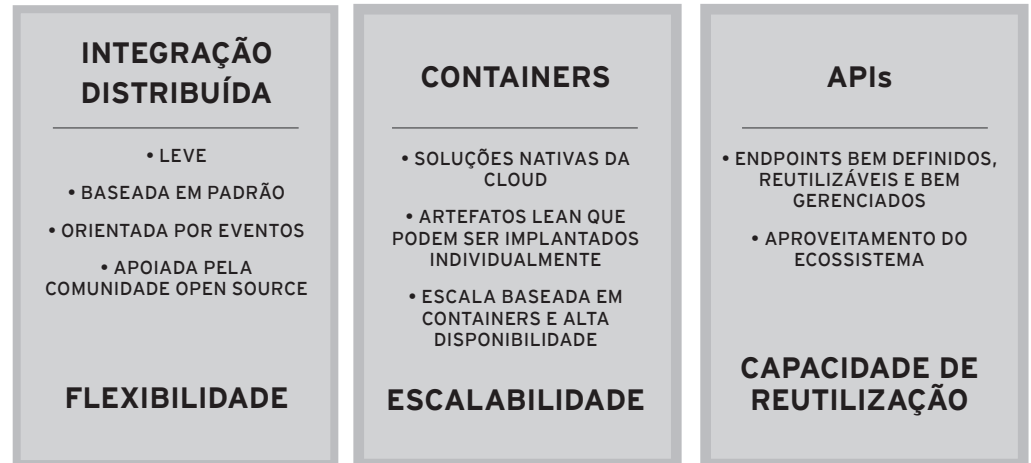 INTEGRAÇÃO
DISTRIBUÍDA
• LEVE
• BASEADA EM PADRÃO
• ORIENTADA POR EVENTOS
• APOIADA PELA
COMUNIDADE OPEN SOURCE
FLEXIBILIDADE
CONTAINERS
• SOLUÇÕES NATIVAS DA
CLOUD
• ARTEFATOS LEAN QUE
PODEM SER IMPLANTADOS
INDIVIDUALMENTE
• ESCALA BASEADA EM
CONTAINERS E ALTA
DISPONIBILIDADE
ESCALABILIDADE
APIs
• ENDPOINTS BEM DEFINIDOS,
REUTILIZÁVEIS E BEM
GERENCIADOS
• APROVEITAMENTO DO
ECOSSISTEMA
CAPACIDADE DE
REUTILIZAÇÃO